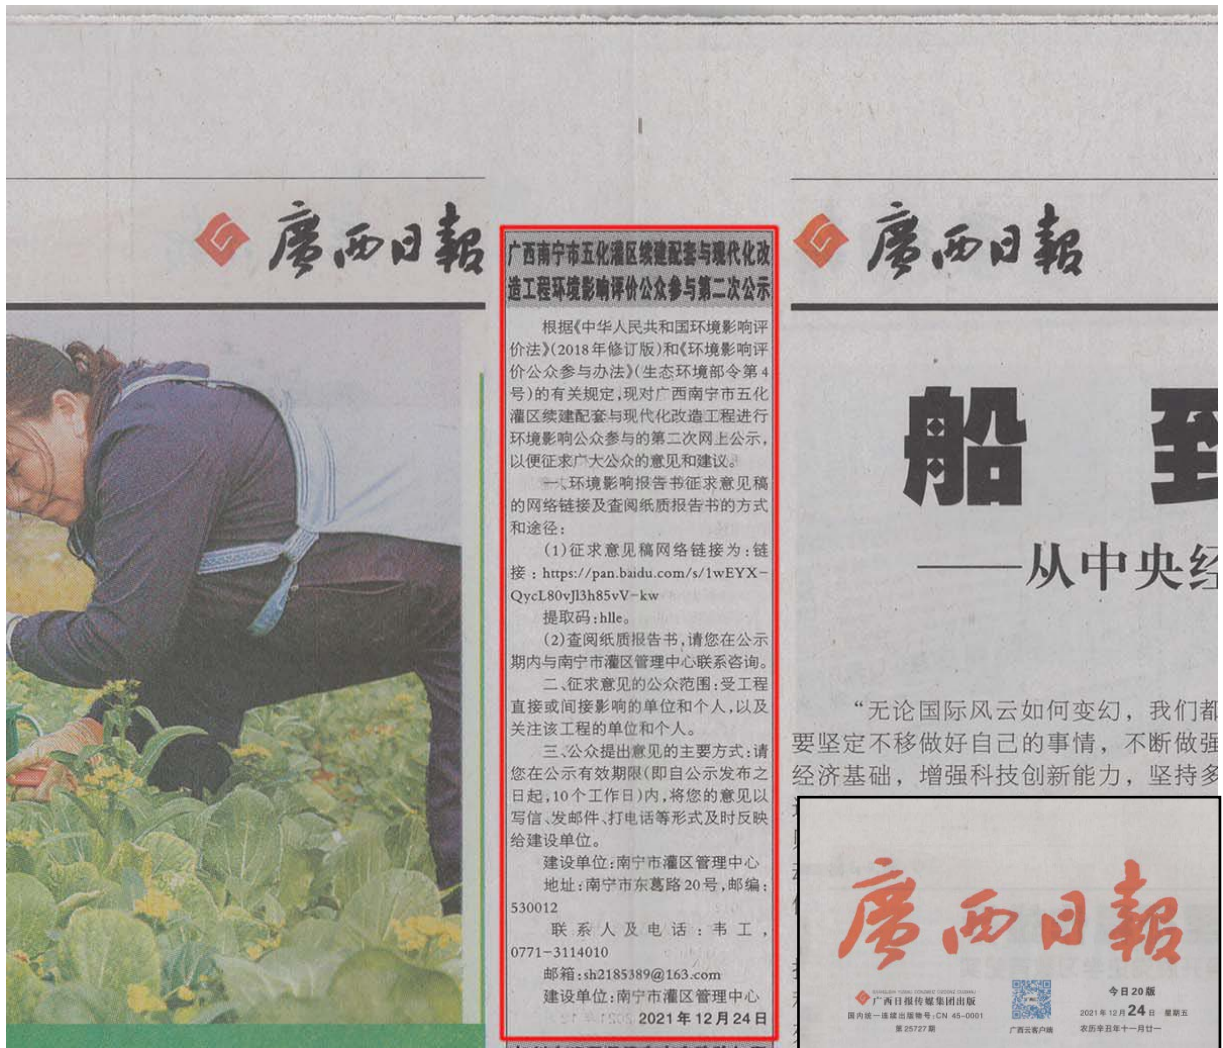 廣西日報
广西南宁市五化灌区续建配套与现代化改
造工程环境影响评价公众参与第二次公示
根据《中华人民共和国环境影响评
价法》(2018年修订版)和《环境影响评
价公众参与办法》(生态环境部令第4
号)的有关规定,现对广西南宁市五化
灌区续建配套与现代化改造工程进行
环境影响公众参与的第二次网上公示,
以便征求广大公众的意见和建议。
一、环境影响报告书征求意见稿
的网络链接及查阅纸质报告书的方式
和途径:
(1)征求意见稿网络链接为:链
接:https://pan.baidu.com/s/1wEYX-
QycL80vJl3h85vV-kw
提取码:hlle。
(2)查阅纸质报告书,请您在公示
期内与南宁市灌区管理中心联系咨询。
二、征求意见的公众范围:受工程
直接或间接影响的单位和个人,以及
关注该工程的单位和个人。
三、公众提出意见的主要方式:请
您在公示有效期限(即自公示发布之
日起,10个工作日)内,将您的意见以
写信、发邮件、打电话等形式及时反映
给建设单位。
建设单位:南宁市灌区管理中心
地址:南宁市东葛路20号,邮编:
530012
联系人及电话:韦工,
0771-3114010
邮箱:sh2185389@163.com
建设单位:南宁市灌区管理中心
2021年12月24日
廣西日報
船 到
——从中央经
“无论国际风云如何变幻,我们都
要坚定不移做好自己的事情,不断做强
经济基础,增强科技创新能力,坚持多
廣西日報
广西日报传媒集团出版
国内统一连续出版物号:CN 45-0001
第25727期
广西云客户端
今日20版
2021年12月24日 星期五
农历辛丑年十一月廿一